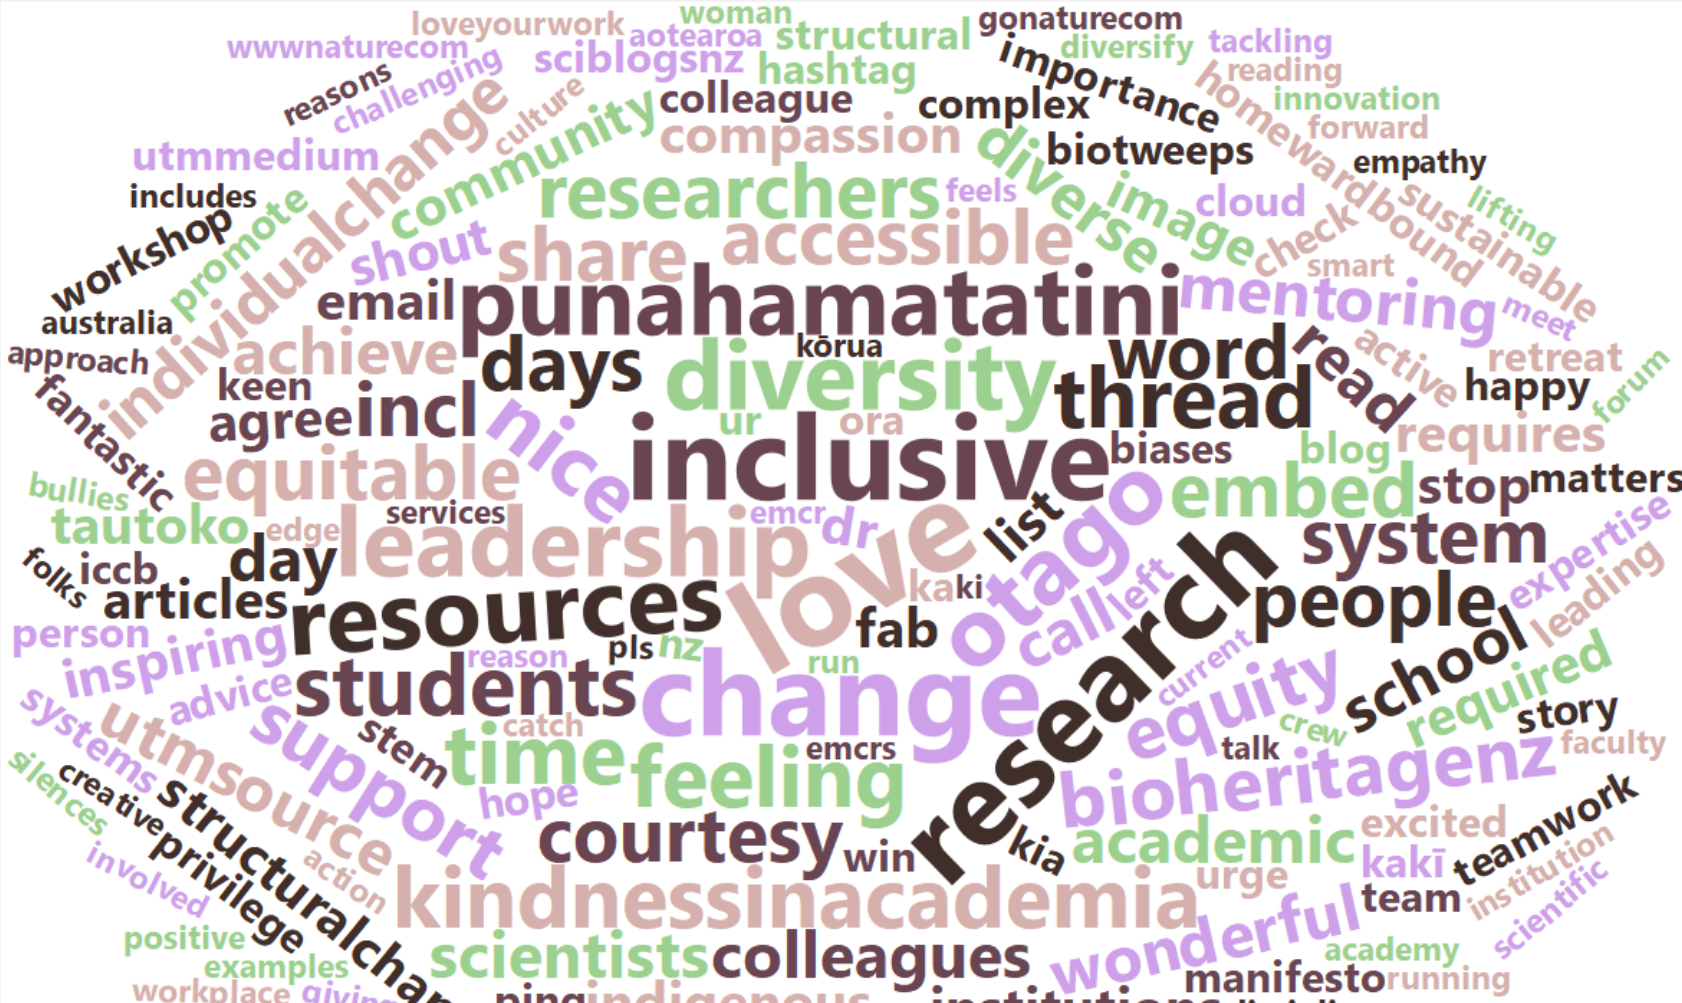 woman
gonaturecom
loveyourwork
aotearoa
structural
wwwnaturecom
diversify
tackling
sciblogsnz
hashtag
importance
reading
reasons
challenging
culture
colleague
complex
homewardbound
innovation
individualchange
community
compassion
forward
utmmedium
diverse
biotweeps
empathy
includes
researchers
feels
image
cloud
sustainable
lifting
workshop
promote
shout
share
accessible
check
smart
email
punahamatatini
mentoring
meet
australia
approach
achieve
days
kōrua
diversity
word
read
active
retreat
forum
fantastic
keen
agree
incl
nice
ur
ora
thread
happy
requires
equitable
inclusive
biases
blog
bullies
embed
stop
matters
tautoko
edge
services
leadership
emcr
dr
love
list
otago
system
expertise
folks
iccb
day
articles
resources
ka
ki
call
left
research
people
leading
person
inspiring
fab
school
reason
pls
nz
run
students
change
current
equity
required
systems
advice
support
utmsource
stem
catch
time
feeling
emcrs
crew
talk
story
faculty
silences
creative
structuralchan
hope
bioheritagenz
privilege
courtesy
win
kia
academic
excited
teamwork
involved
action
kindnessinacademia
urge
kakī
team
institution
scientific
positive
examples
scientists
colleagues
wonderful
academy
manifesto
running
workplace
giving
ping
indigenous
institutions